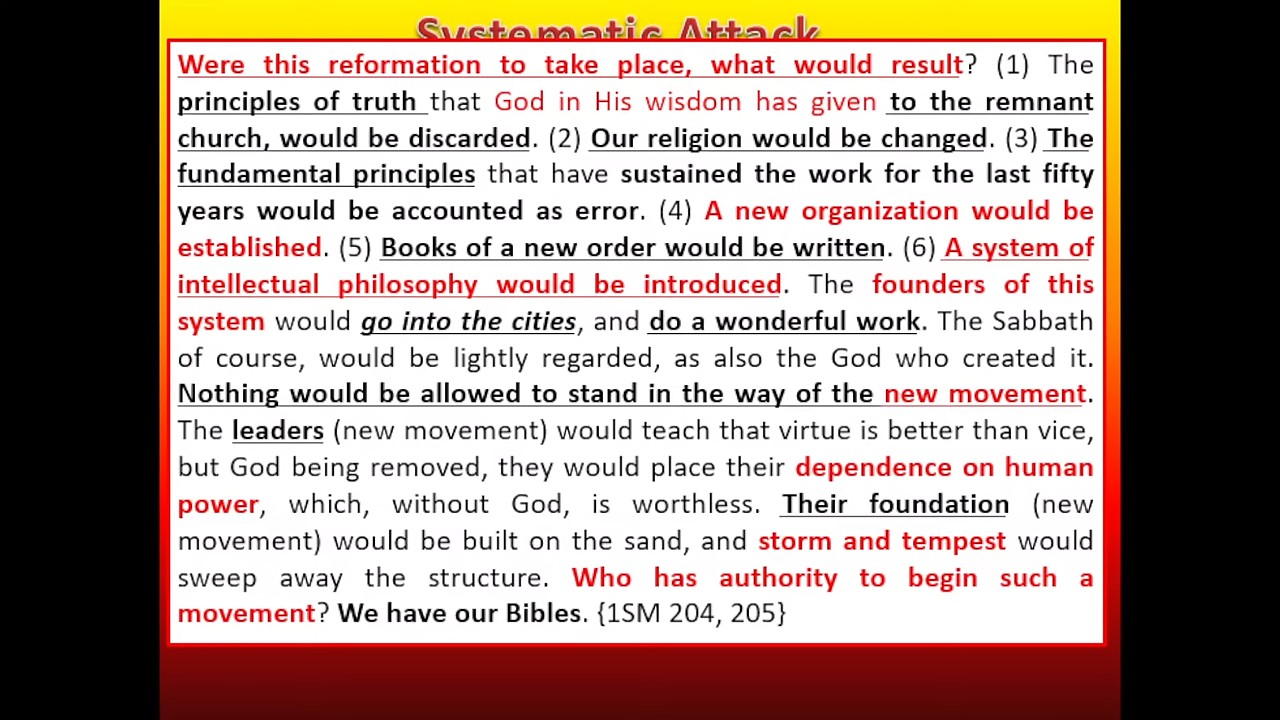 Systematic Attack
Were this reformation to take place, what would result? (1) The
principles of truth that God in His wisdom has given to the remnant
church, would be discarded. (2) Our religion would be changed. (3) The
fundamental principles that have sustained the work for the last fifty
years would be accounted as error. (4) A new organization would be
established. (5) Books of a new order would be written. (6) A system of
intellectual philosophy would be introduced. The founders of this
system would go into the cities, and do a wonderful work. The Sabbath
of course, would be lightly regarded, as also the God who created it.
Nothing would be allowed to stand in the way of the new movement.
The leaders (new movement) would teach that virtue is better than vice,
but God being removed, they would place their dependence on human
power, which, without God, is worthless. Their foundation (new
movement) would be built on the sand, and storm and tempest would
sweep away the structure. Who has authority to begin such a
movement? We have our Bibles. {1SM 204, 205}